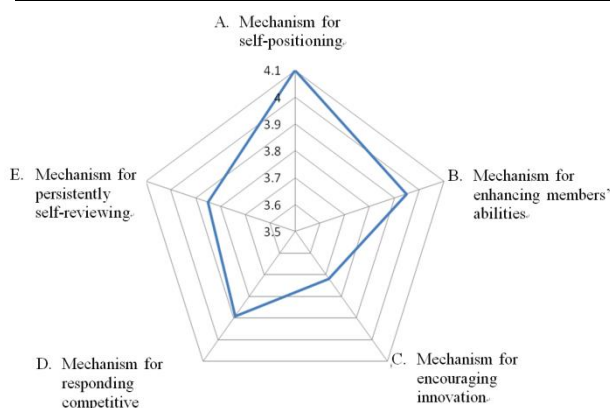 A. Mechanism for
self-positioning
4.1
4
3.9
3.8
3.7
3.6
3.5
E. Mechanism for
persistently
self-reviewing
B. Mechanism for
enhancing members'
abilities
D. Mechanism for
responding
competitive
C. Mechanism for
encouraging
innovation